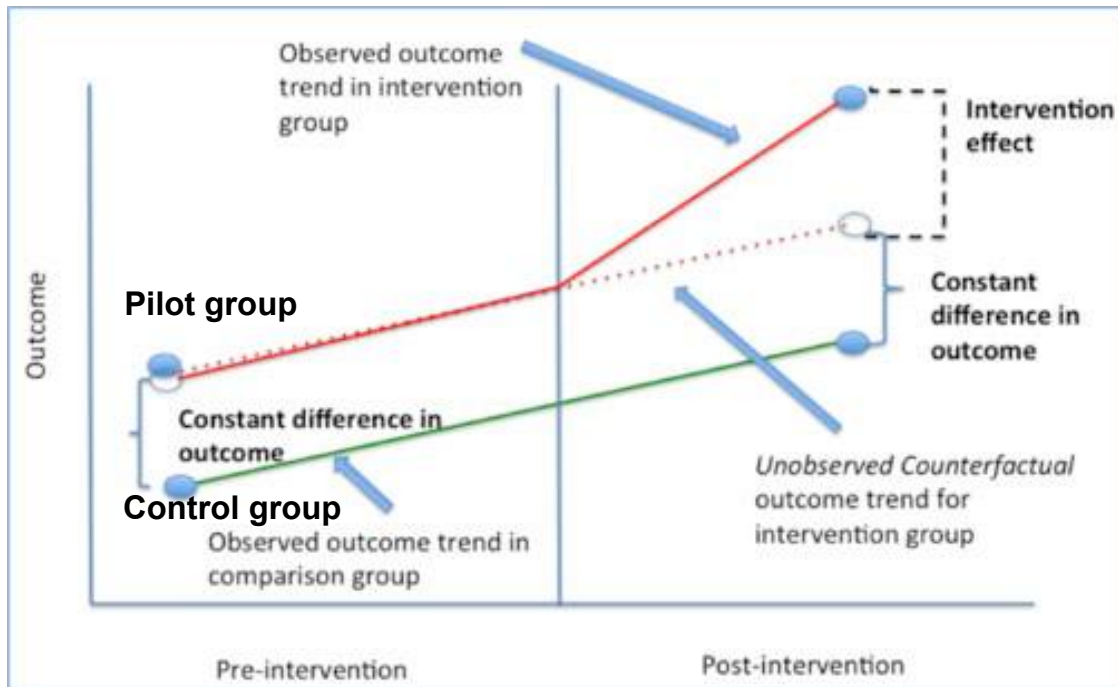 Observed outcome
trend in intervention
group
Intervention
effect
Outcome
Pilot group
Constant
difference in
outcome
Constant difference in
outcome
Control group
Observed outcome trend in
comparison group
Unobserved Counterfactual
outcome trend for
intervention group
Pre-intervention
Post-intervention